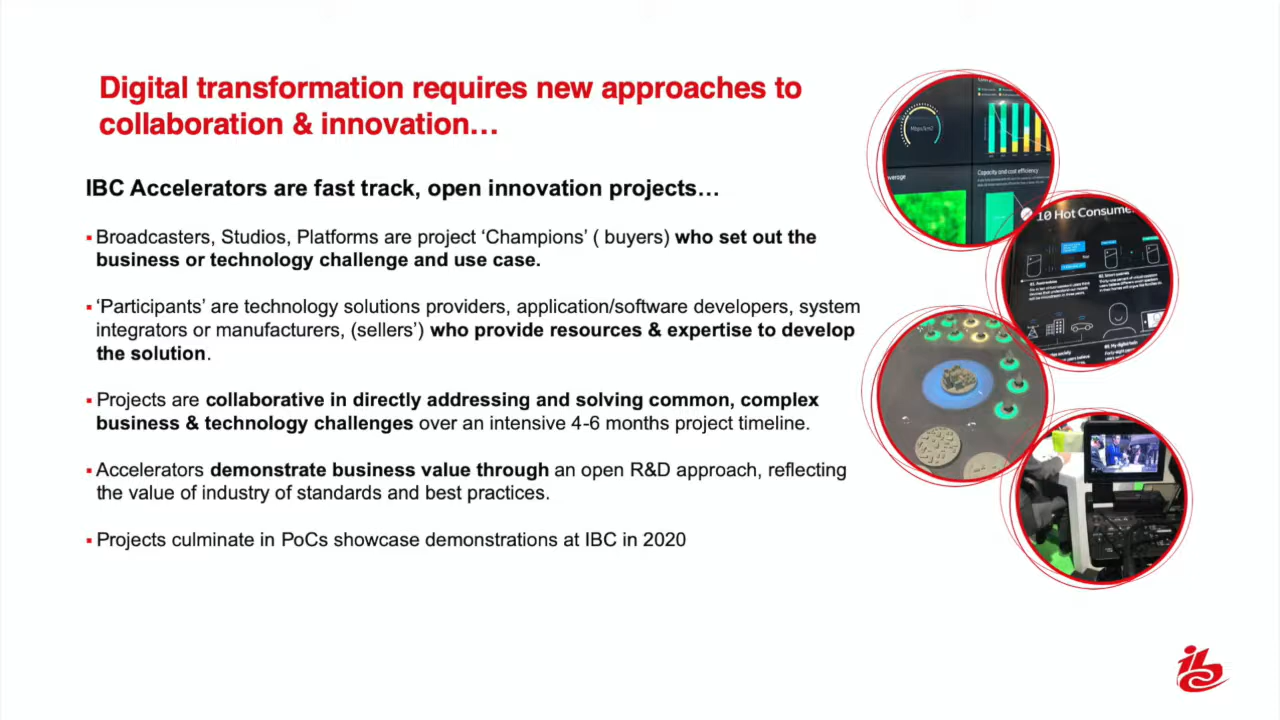 Digital transformation requires new approaches to
collaboration & innovation…
IBC Accelerators are fast track, open innovation projects…
▪ Broadcasters, Studios, Platforms are project ‘Champions’ ( buyers) who set out the
business or technology challenge and use case.
▪ ‘Participants’ are technology solutions providers, application/software developers, system
integrators or manufacturers, (sellers’) who provide resources & expertise to develop
the solution.
▪ Projects are collaborative in directly addressing and solving common, complex
business & technology challenges over an intensive 4-6 months project timeline.
▪ Accelerators demonstrate business value through an open R&D approach, reflecting
the value of industry of standards and best practices.
▪ Projects culminate in PoCs showcase demonstrations at IBC in 2020
Capacity and cost efficiency
10 Hot Consume
ibc